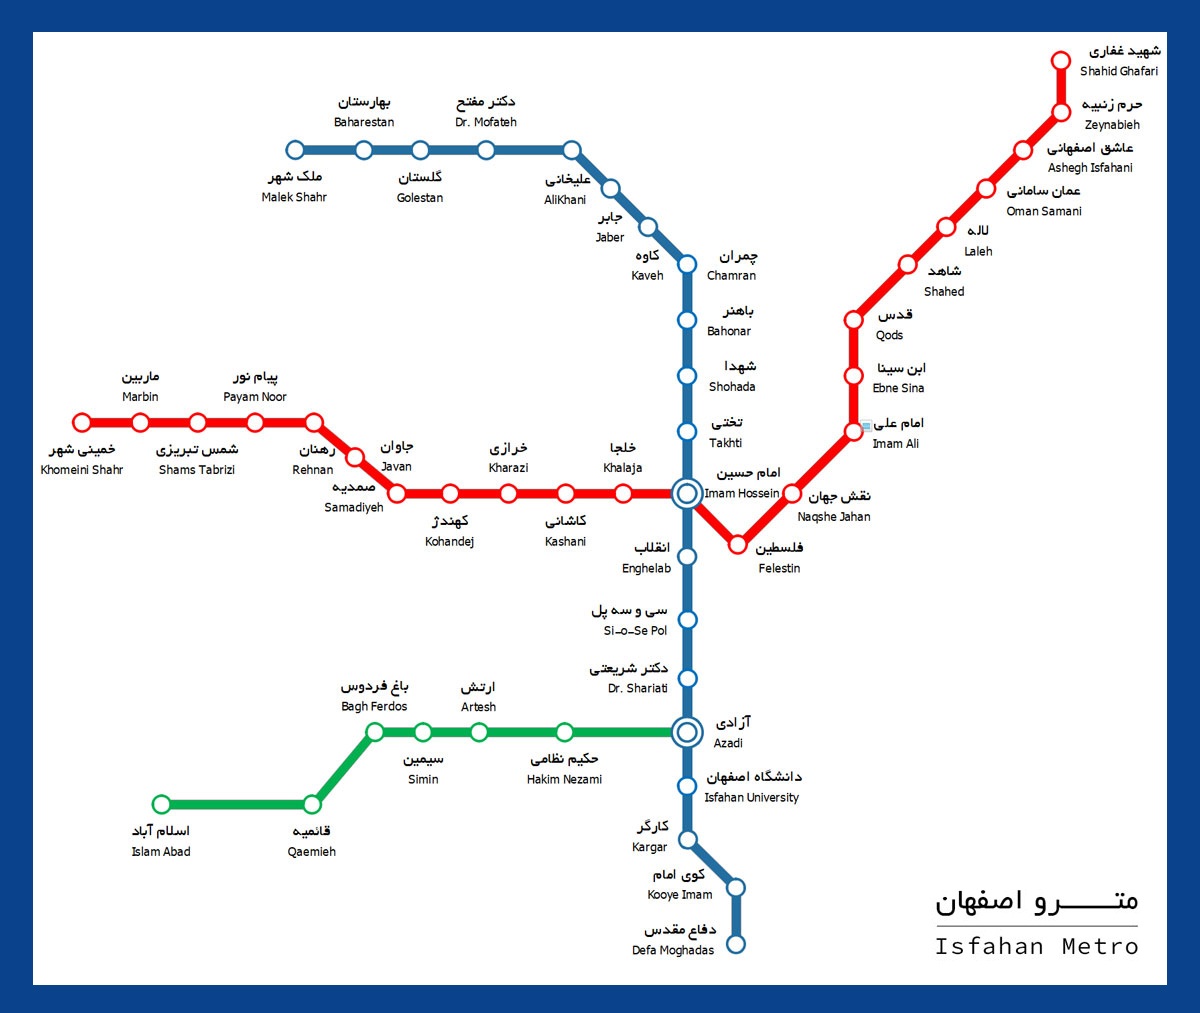 شهید غفاری
Shahid Ghafari
حرم زنبیه
Zeynabieh
عاشق اصفهانی
Ashegh Isfahani
عمان سامانی
Oman Samani
لاله
Laleh
شاهد
Shahed
قدس
Qods
ابن سینا
Ebne Sina
امام علی
Imam Ali
نقش جهان
Naqshe Jahan
فلسطین
Felestin
امام حسین
Imam Hossein
بهارستان
Baharestan
دکتر مفتح
Dr. Mofateh
ملک شهر
Malek Shahr
گلستان
Golestan
علیخانی
AliKhani
جابر
Jaber
کاوه
Kaveh
چمران
Chamran
باهنر
Bahonar
شهدا
Shohada
تختی
Takhti
ماربین
Marbin
پیام نور
Payam Noor
خمینی شهر
Khomeini Shahr
شمس تبریزی
Shams Tabrizi
رهنان
Rehnan
جاوان
Javan
صمدیه
Samadiyeh
خرازی
Kharazi
خلجا
Khalaja
کهندژ
Kohandej
کاشانی
Kashani
انقلاب
Enghelab
سی و سه پل
Si-o-Se Pol
دکتر شریعتی
Dr. Shariati
آزادی
Azadi
باغ فردوس
Bagh Ferdos
ارتش
Artesh
سیمین
Simin
حکیم نظامی
Hakim Nezami
اسلام آباد
Islam Abad
قائمیه
Qaemieh
دانشگاه اصفهان
Isfahan University
کارگر
Kargar
کوی امام
Kooye Imam
دفاع مقدس
Defa Moghadas
متـــــــرو اصفهان
Isfahan Metro